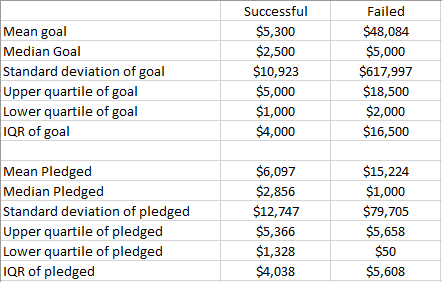 Successful Failed
Mean goal $5,300 $48,084
Median Goal $2,500 $5,000
Standard deviation of goal $10,923 $617,997
Upper quartile of goal $5,000 $18,500
Lower quartile of goal $1,000 $2,000
IQR of goal $4,000 $16,500
Mean Pledged $6,097 $15,224
Median Pledged $2,856 $1,000
Standard deviation of pledged $12,747 $79,705
Upper quartile of pledged $5,366 $5,658
Lower quartile of pledged $1,328 $50
IQR of pledged $4,038 $5,608